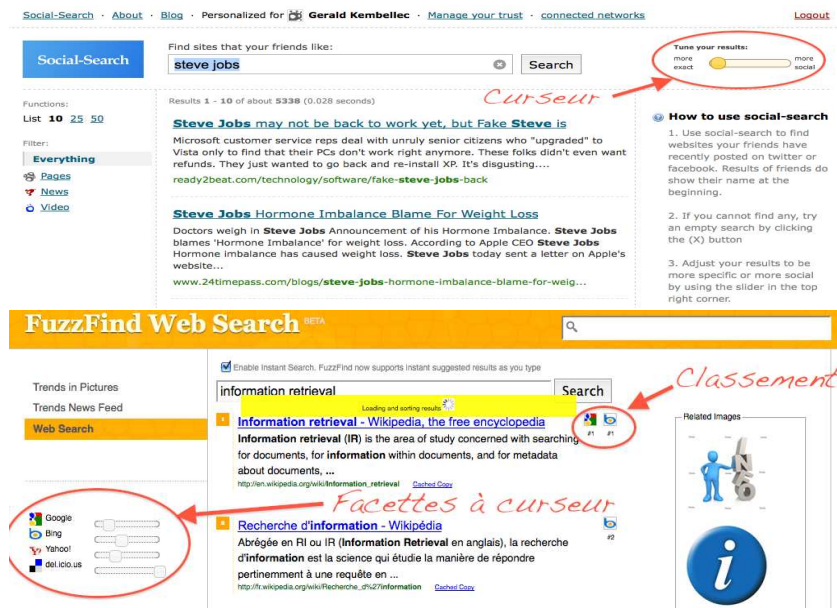 Social-Search · About · Blog · Personalized for Gerald Kembellec · Manage your trust · connected networks Logout
Social-Search
Find sites that your friends like:
steve jobs Search
Tune your results:
more exact more social
Curseur
Functions:
List 10 25 50
Filter:
Everything
Pages
News
Video
Results 1 - 10 of about 5338 (0.028 seconds)
Steve Jobs may not be back to work yet, but Fake Steve is
Microsoft customer service reps deal with unruly senior citizens who "upgraded" to
Vista only to find that their PCs don't work right anymore. These folks didn't even want
refunds. They just wanted to go back and re-install XP. It's disgusting....
ready2beat.com/technology/software/fake-steve-jobs-back
Steve Jobs Hormone Imbalance Blame For Weight Loss
Doctors weigh in Steve Jobs Announcement of his Hormone Imbalance. Steve Jobs
blames 'Hormone Imbalance' for weight loss. According to Apple CEO Steve Jobs
Hormone imbalance has caused weight loss. Steve Jobs today sent a letter on Apple's
website...
www.24timepass.com/blogs/steve-jobs-hormone-imbalance-blame-for-weig...
How to use social-search
1. Use social-search to find
websites your friends have
recently posted on twitter or
facebook. Results of friends do
show their name at the
beginning.
2. If you cannot find any, try
an empty search by clicking
the (X) button
3. Adjust your results to be
more specific or more social
by using the slider in the top
right corner.
FuzzFind Web Search BETA
Trends in Pictures
Trends News Feed
Web Search
Google
Bing
Yahoo!
del.icio.us
Enable Instant Search. FuzzFind now supports instant suggested results as you type
information retrieval Search
Loading and sorting results
Classement
1 Information retrieval - Wikipedia, the free encyclopedia
#1 #1
Information retrieval (IR) is the area of study concerned with searching
for documents, for information within documents, and for metadata
about documents, ...
http://en.wikipedia.org/wiki/Information_retrieval Cached Copy
Facettes à curseur
Recherche d'information - Wikipédia
#2
Abrégée en RI ou IR (Information Retrieval en anglais), la recherche
d'information est la science qui étudie la manière de répondre
pertinemment à une requête en ...
http://fr.wikipedia.org/wiki/Recherche_d%27information Cached Copy
Related Images
INFO
i